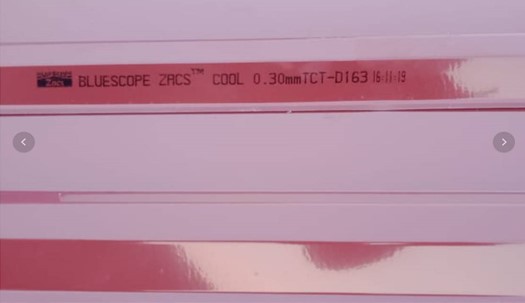 BLUESCOPE ZACS™ COOL 0.30mmTCT-D163 16:11:19